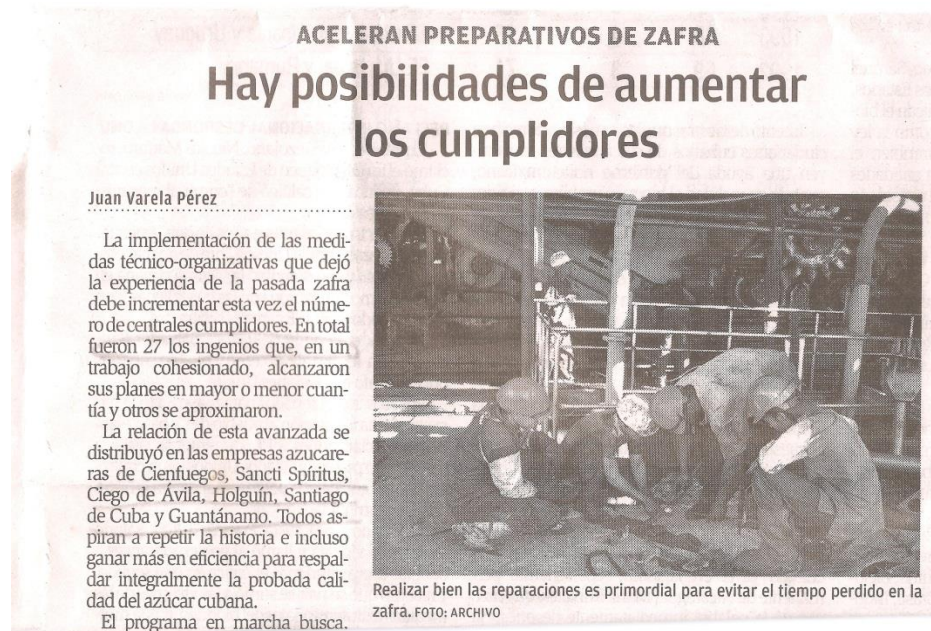 ACELERAN PREPARATIVOS DE ZAFRA
Hay posibilidades de aumentar
los cumplidores
Juan Varela Pérez
La implementación de las medi-
das técnico-organizativas que dejó
la experiencia de la pasada zafra
debe incrementar esta vez el núme-
ro de centrales cumplidores. En total
fueron 27 los ingenios que, en un
trabajo cohesionado, alcanzaron
sus planes en mayor o menor cuan-
tía y otros se aproximaron.
La relación de esta avanzada se
distribuyó en las empresas azucare-
ras de Cienfuegos, Sancti Spíritus,
Ciego de Ávila, Holguín, Santiago
de Cuba y Guantánamo. Todos as-
piran a repetir la historia e incluso
ganar más en eficiencia para respal-
dar integralmente la probada cali-
dad del azúcar cubana.
El programa en marcha busca.
Realizar bien las reparaciones es primordial para evitar el tiempo perdido en la
zafra. FOTO: ARCHIVO